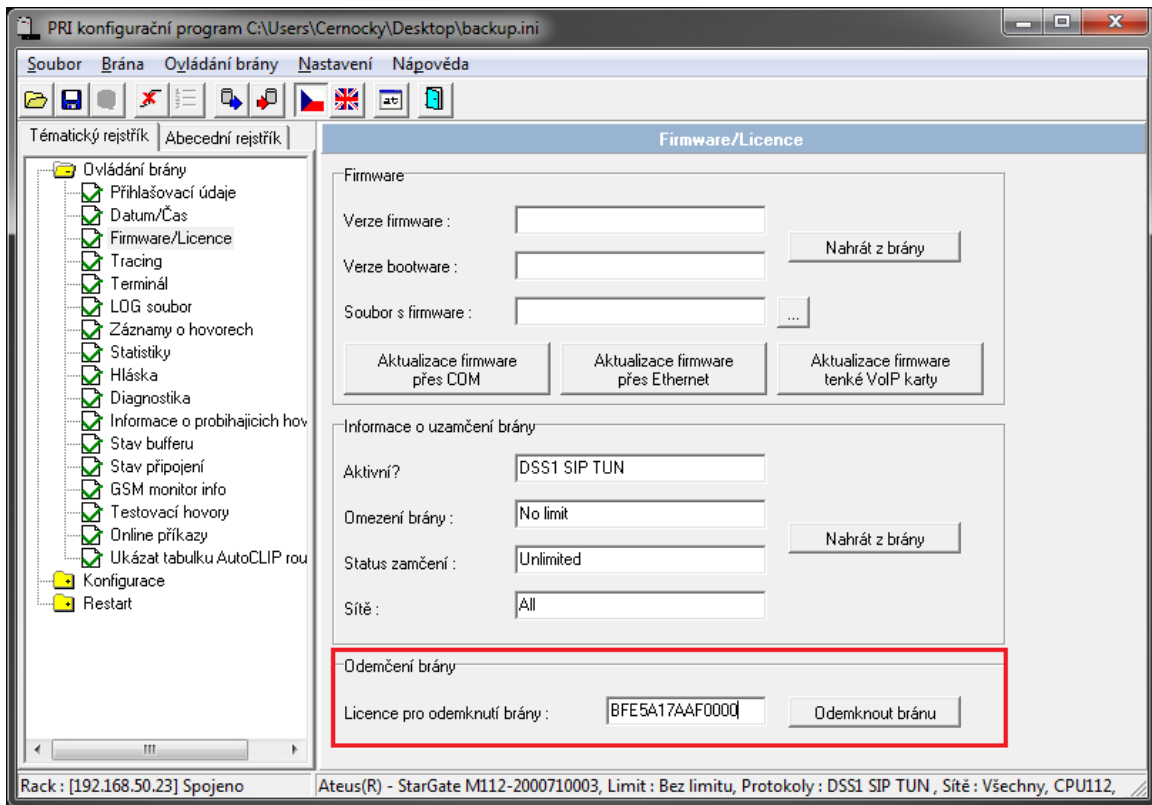 PRI konfigurační program C:\Users\Cernocky\Desktop\backup.ini
Soubor Brána Ovládání brány Nastavení Nápověda
Tématický rejstřík Abecední rejstřík
Ovládání brány
Přihlašovací údaje
Datum/Čas
Firmware/Licence
Tracing
Terminál
LOG soubor
Záznamy o hovorech
Statistiky
Hláska
Diagnostika
Informace o probihajicich hov
Stav bufferu
Stav připojení
GSM monitor info
Testovací hovory
Online příkazy
Ukázat tabulku AutoCLIP rou
Konfigurace
Restart
Firmware/Licence
Firmware
Verze firmware :
Verze bootware :
Nahrát z brány
Soubor s firmware :
...
Aktualizace firmware
přes COM
Aktualizace firmware
přes Ethernet
Aktualizace firmware
tenké VoIP karty
Informace o uzamčení brány
Aktivní? DSS1 SIP TUN
Omezení brány : No limit
Nahrát z brány
Status zamčení : Unlimited
Sítě : All
Odemčení brány
Licence pro odemknutí brány : BFE5A17AAF0000 Odemknout bránu
Rack : [192.168.50.23] Spojeno Ateus(R) - StarGate M112-2000710003, Limit : Bez limitu, Protokoly : DSS1 SIP TUN , Sítě : Všechny, CPU112,